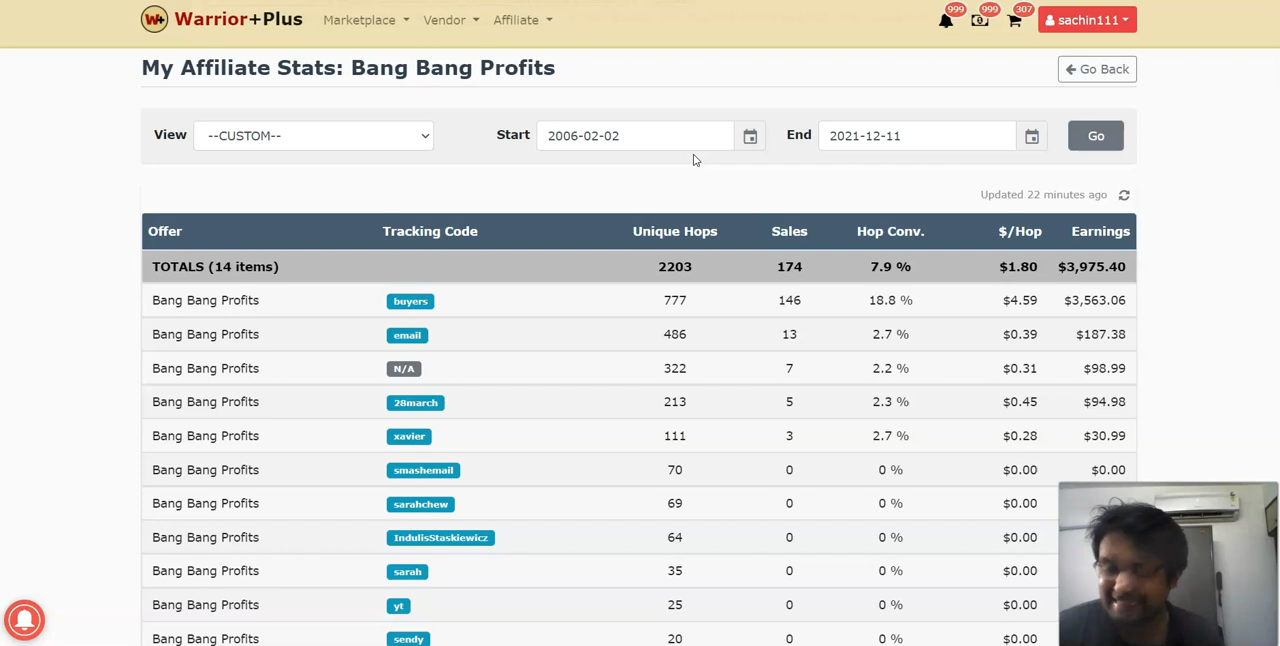 W+ Warrior+Plus Marketplace Vendor Affiliate 999 999 307 sachin111
My Affiliate Stats: Bang Bang Profits Go Back
View --CUSTOM-- Start 2006-02-02 End 2021-12-11 Go
Updated 22 minutes ago
Offer Tracking Code Unique Hops Sales Hop Conv. $/Hop Earnings
TOTALS (14 items) 2203 174 7.9 % $1.80 $3,975.40
Bang Bang Profits buyers 777 146 18.8 % $4.59 $3,563.06
Bang Bang Profits email 486 13 2.7 % $0.39 $187.38
Bang Bang Profits N/A 322 7 2.2 % $0.31 $98.99
Bang Bang Profits 28march 213 5 2.3 % $0.45 $94.98
Bang Bang Profits xavier 111 3 2.7 % $0.28 $30.99
Bang Bang Profits smashemail 70 0 0 % $0.00 $0.00
Bang Bang Profits sarahchew 69 0 0 % $0.00
Bang Bang Profits IndulisStaskiewicz 64 0 0 % $0.00
Bang Bang Profits sarah 35 0 0 % $0.00
Bang Bang Profits yt 25 0 0 % $0.00
Bang Bang Profits sendy 20 0 0 % $0.00